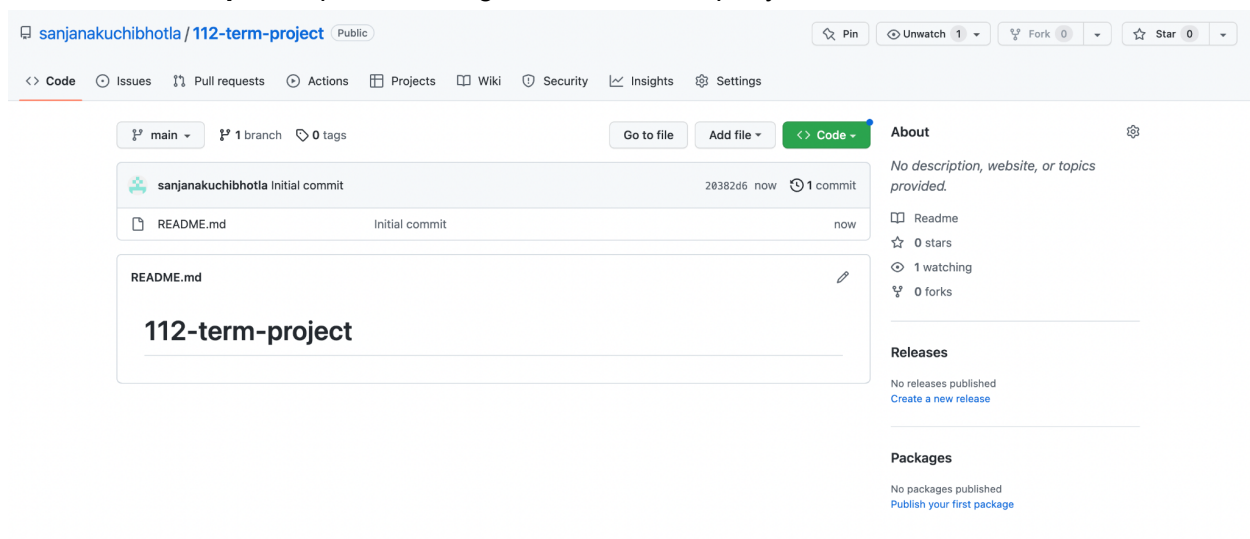 sanjanakuchibhotla / 112-term-project Public
Pin
Unwatch 1
Fork 0
Star 0
<> Code
Issues
Pull requests
Actions
Projects
Wiki
Security
Insights
Settings
main
1 branch
0 tags
Go to file
Add file
<> Code
sanjanakuchibhotla Initial commit
20382d6 now
1 commit
README.md
Initial commit
now
README.md
112-term-project
About
No description, website, or topics
provided.
Readme
0 stars
1 watching
0 forks
Releases
No releases published
Create a new release
Packages
No packages published
Publish your first package